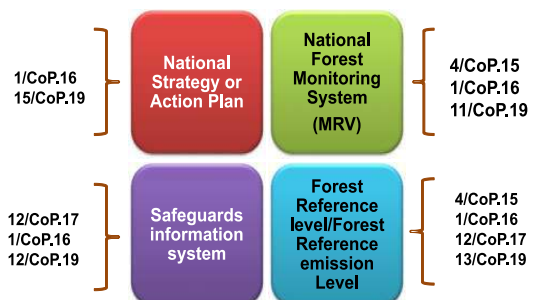 1/CoP.16
15/CoP.19
National
Strategy or
Action Plan
National
Forest
Monitoring
System
(MRV)
4/CoP.15
1/CoP.16
11/CoP.19
12/CoP.17
1/CoP.16
12/CoP.19
Safeguards
information
system
Forest
Reference
level/Forest
Reference
emission
Level
4/CoP.15
1/CoP.16
12/CoP.17
13/CoP.19